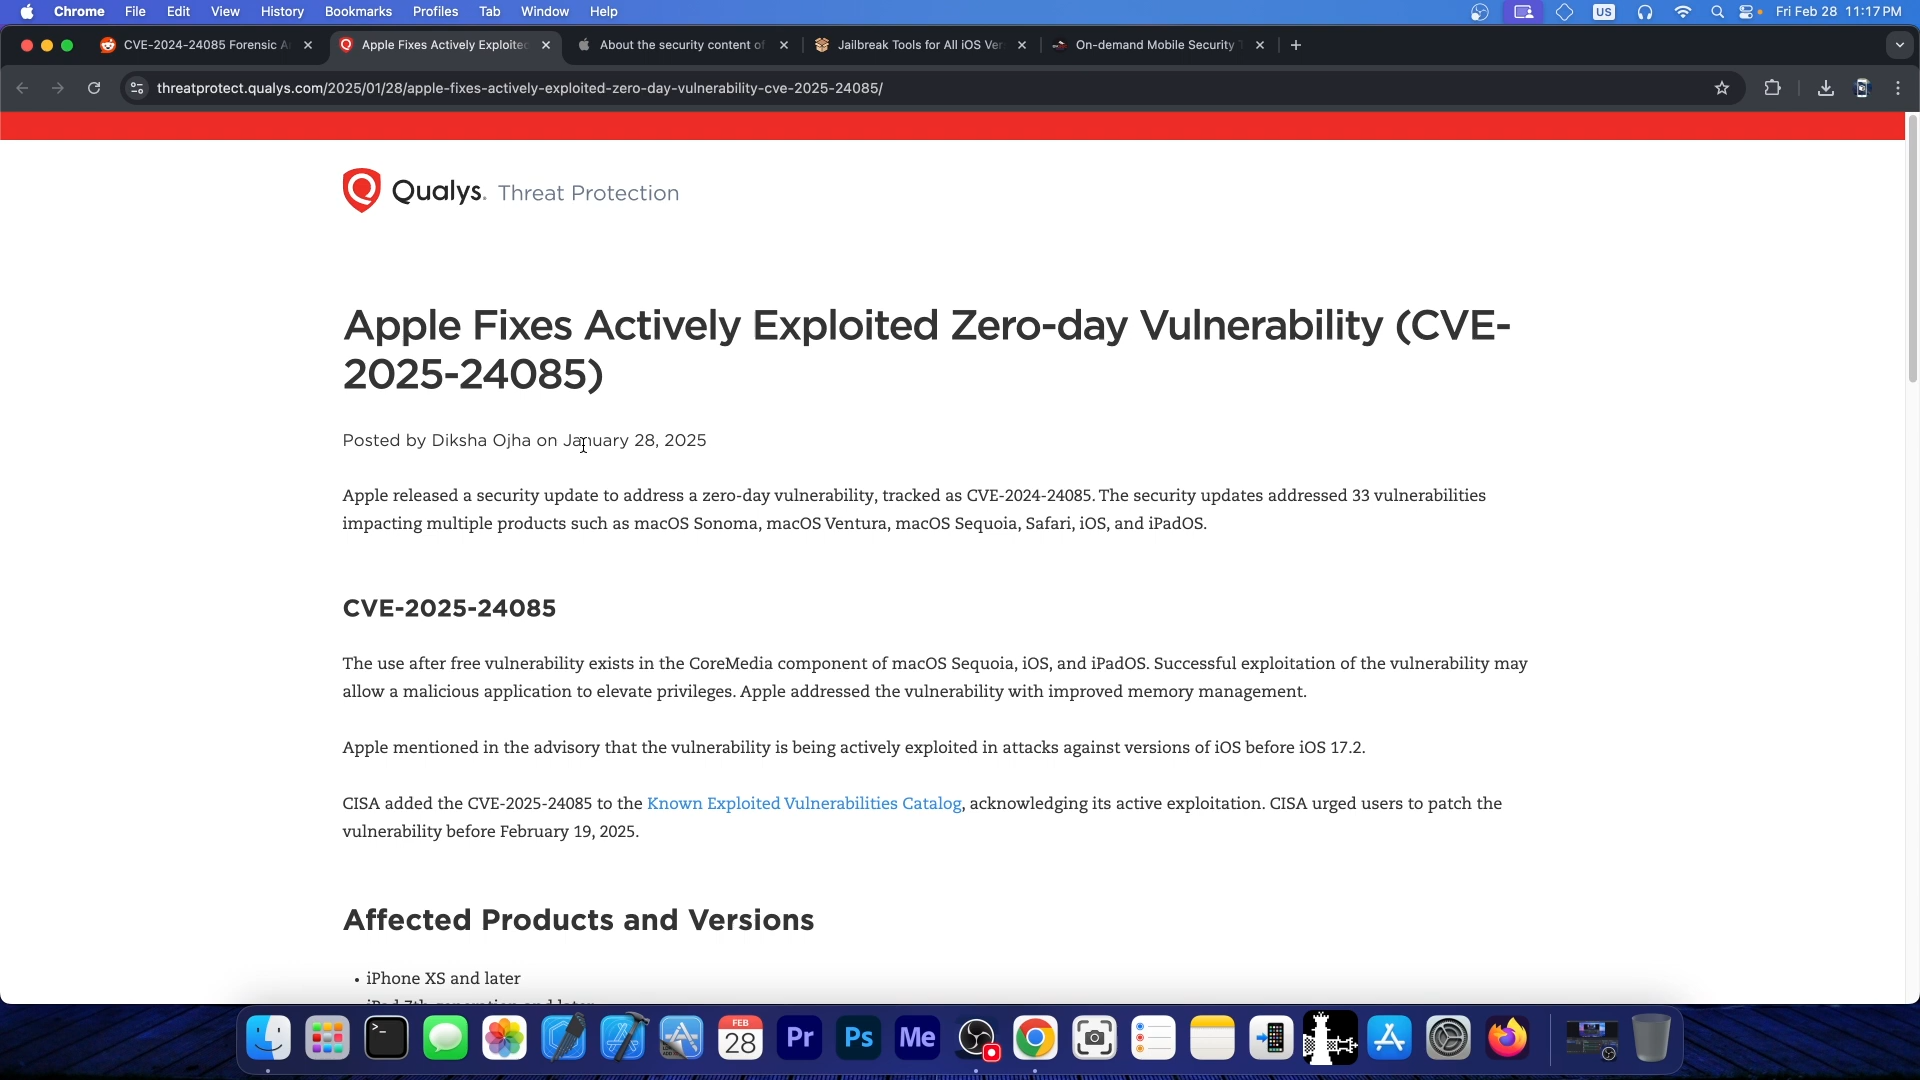 Chrome File Edit View History Bookmarks Profiles Tab Window Help US Fri Feb 28 11:17 PM
CVE-2024-24085 Forensic A Apple Fixes Actively Exploited About the security content of Jailbreak Tools for All iOS Ver On-demand Mobile Security
threatprotect.qualys.com/2025/01/28/apple-fixes-actively-exploited-zero-day-vulnerability-cve-2025-24085/
Qualys. Threat Protection
Apple Fixes Actively Exploited Zero-day Vulnerability (CVE-
2025-24085)
Posted by Diksha Ojha on January 28, 2025
Apple released a security update to address a zero-day vulnerability, tracked as CVE-2024-24085. The security updates addressed 33 vulnerabilities
impacting multiple products such as macOS Sonoma, macOS Ventura, macOS Sequoia, Safari, iOS, and iPadOS.
CVE-2025-24085
The use after free vulnerability exists in the CoreMedia component of macOS Sequoia, iOS, and iPadOS. Successful exploitation of the vulnerability may
allow a malicious application to elevate privileges. Apple addressed the vulnerability with improved memory management.
Apple mentioned in the advisory that the vulnerability is being actively exploited in attacks against versions of iOS before iOS 17.2.
CISA added the CVE-2025-24085 to the Known Exploited Vulnerabilities Catalog, acknowledging its active exploitation. CISA urged users to patch the
vulnerability before February 19, 2025.
Affected Products and Versions
• iPhone XS and later
FEB
28 Pr Ps Me